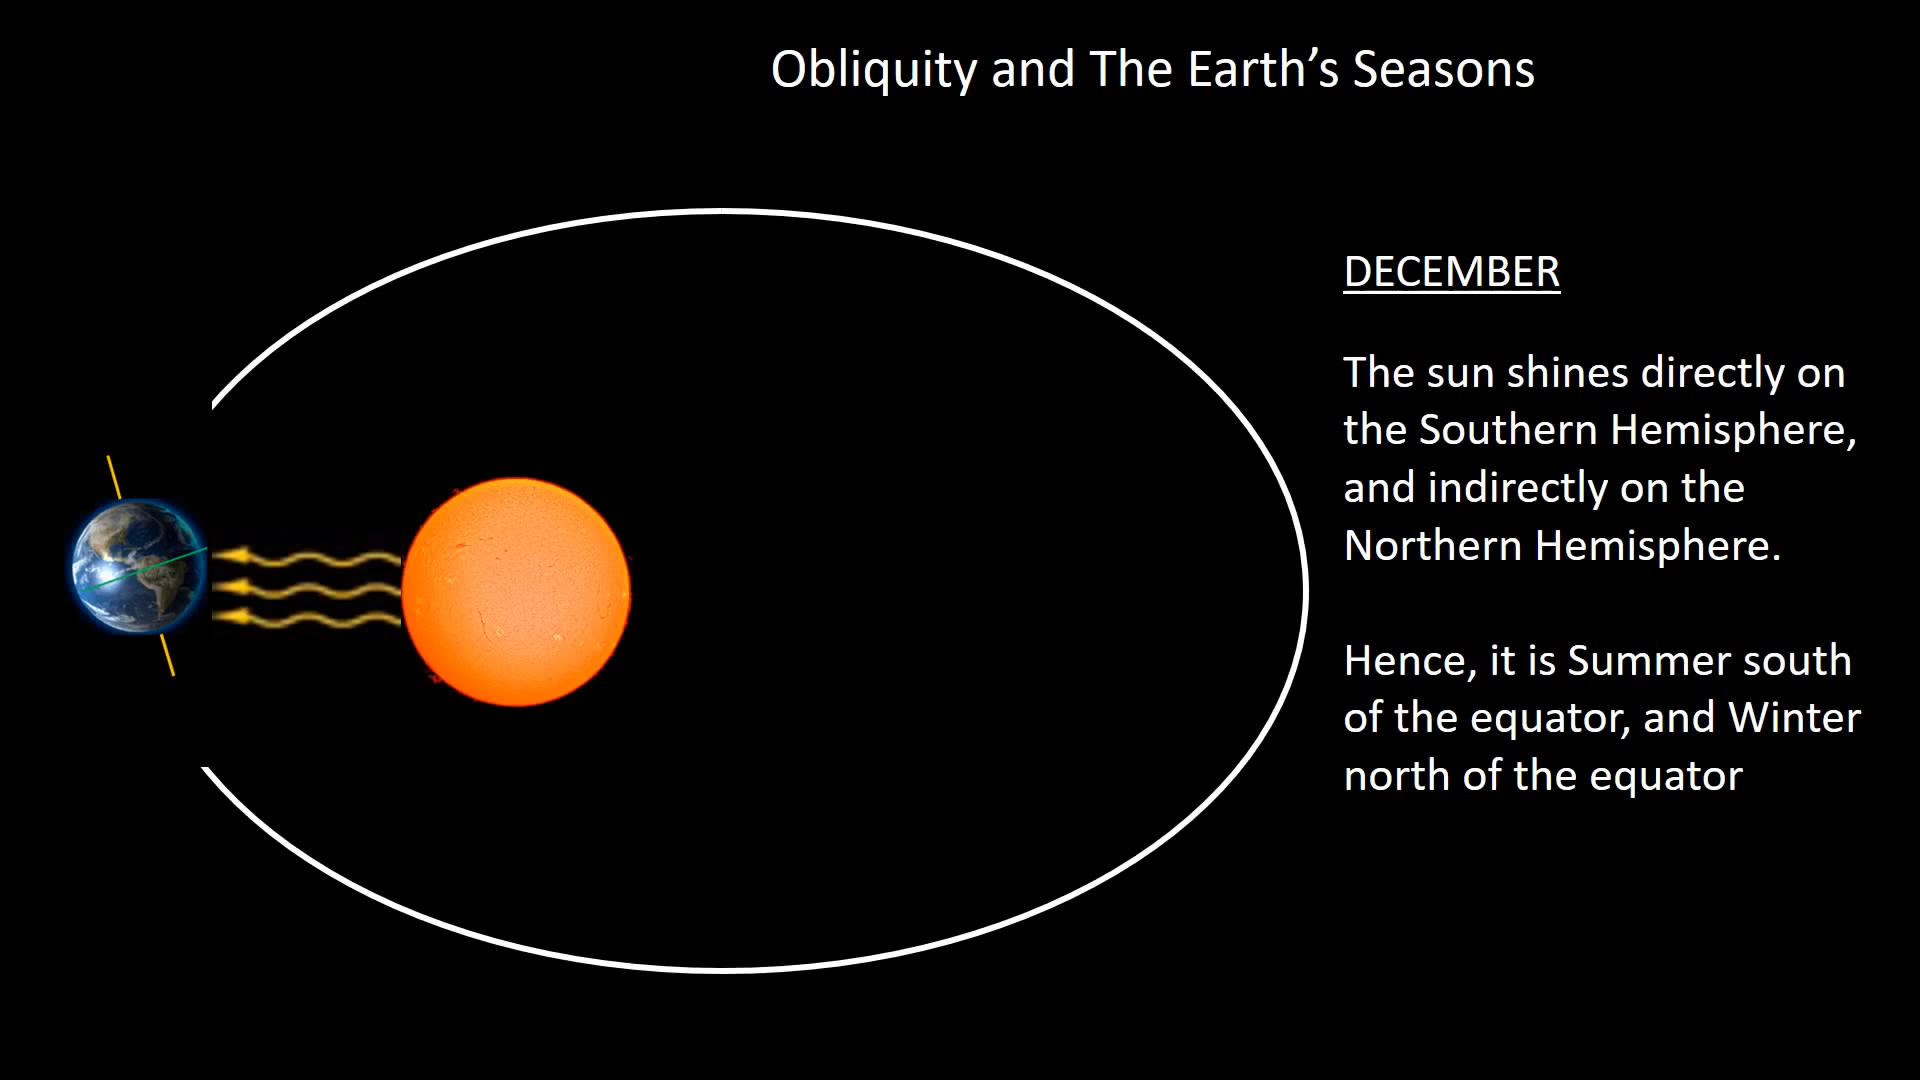 Obliquity and The Earth’s Seasons
DECEMBER
The sun shines directly on
the Southern Hemisphere,
and indirectly on the
Northern Hemisphere.
Hence, it is Summer south
of the equator, and Winter
north of the equator